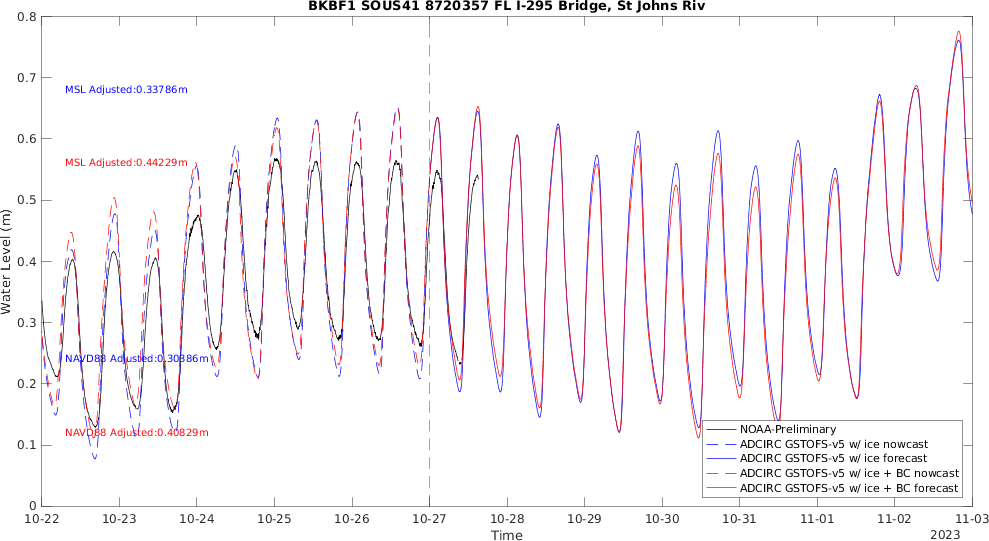 BKBF1 SOUS41 8720357 FL I-295 Bridge, St Johns Riv
0.8
0.7
0.6
0.5
0.4
0.3
0.2
0.1
0
Water Level (m)
MSL Adjusted:0.33786m
MSL Adjusted:0.44229m
NAVD88 Adjusted:0.30386m
NAVD88 Adjusted:0.40829m
NOAA-Preliminary
ADCIRC GSTOFS-v5 w/ ice nowcast
ADCIRC GSTOFS-v5 w/ ice forecast
ADCIRC GSTOFS-v5 w/ ice + BC nowcast
ADCIRC GSTOFS-v5 w/ ice + BC forecast
10-22 10-23 10-24 10-25 10-26 10-27 10-28 10-29 10-30 10-31 11-01 11-02 11-03
Time
2023